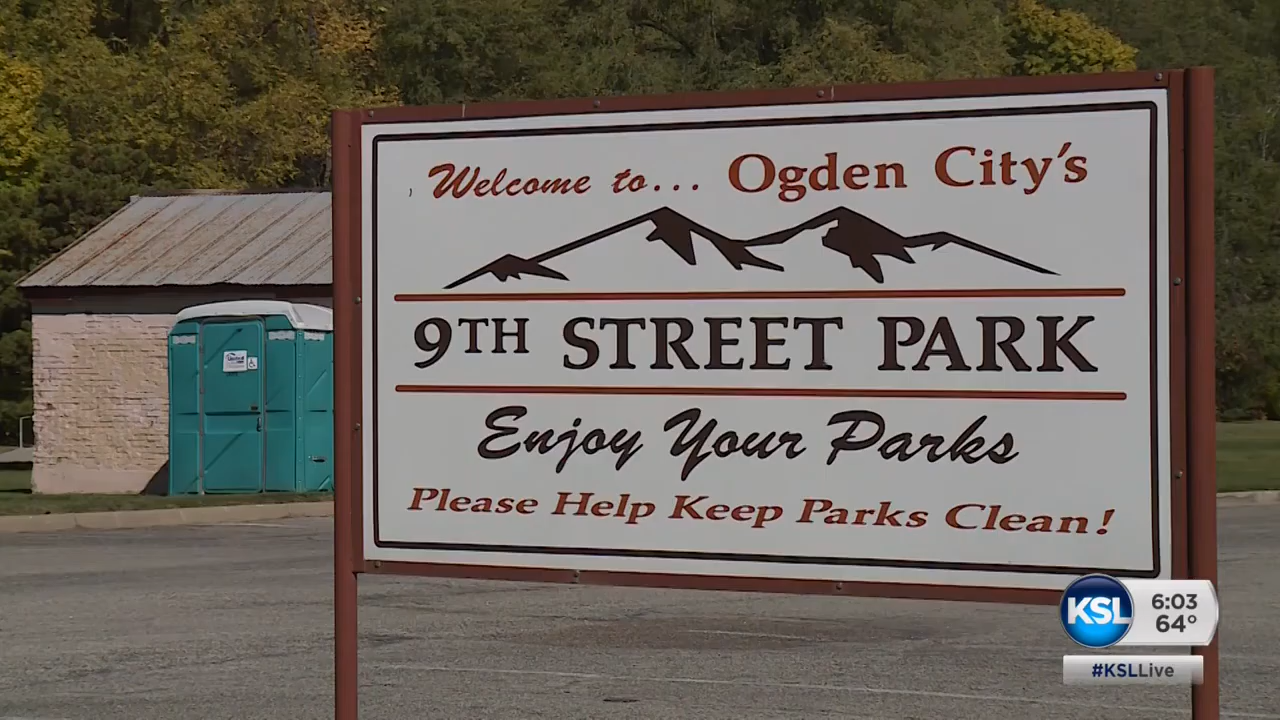 Welcome to... Ogden City's
9TH STREET PARK
Enjoy Your Parks
Please Help Keep Parks Clean!
KSL
6:03
64°
#KSLLive